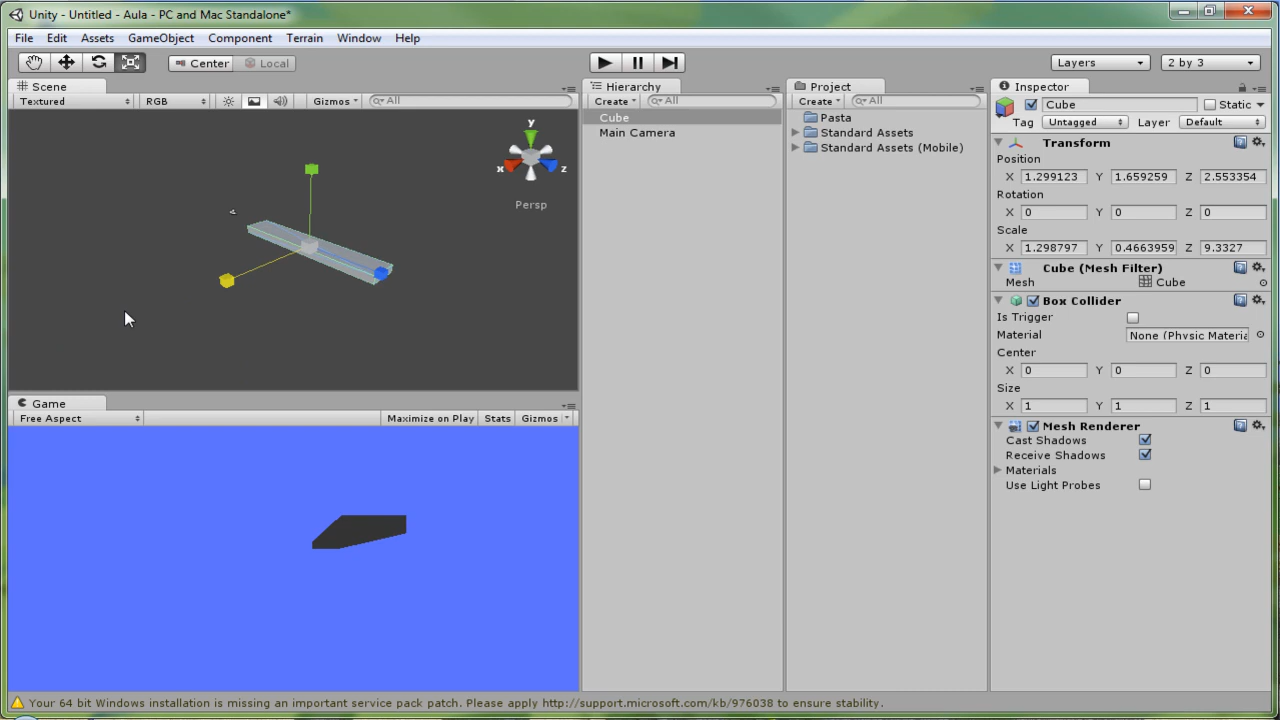 Unity - Untitled - Aula - PC and Mac Standalone*
File Edit Assets GameObject Component Terrain Window Help
Center Local Layers 2 by 3
Scene
Textured RGB Gizmos All
y
x z
Persp
Game
Free Aspect Maximize on Play Stats Gizmos
Hierarchy
Create All
Cube
Main Camera
Project
Create All
Pasta
Standard Assets
Standard Assets (Mobile)
Inspector
Cube Static
Tag Untagged Layer Default
Transform
Position
X 1.299123 Y 1.659259 Z 2.553354
Rotation
X 0 Y 0 Z 0
Scale
X 1.298797 Y 0.4663959 Z 9.3327
Cube (Mesh Filter)
Mesh Cube
Box Collider
Is Trigger
Material None (Physic Materia
Center
X 0 Y 0 Z 0
Size
X 1 Y 1 Z 1
Mesh Renderer
Cast Shadows
Receive Shadows
Materials
Use Light Probes
Your 64 bit Windows installation is missing an important service pack patch. Please apply http://support.microsoft.com/kb/976038 to ensure stability.